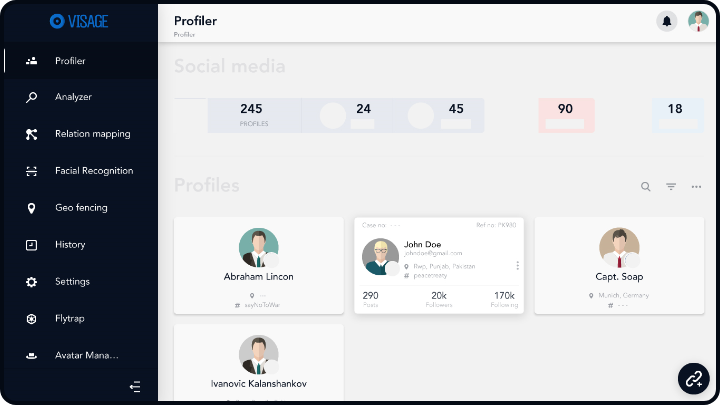 VISAGE
Profiler
Analyzer
Relation mapping
Facial Recognition
Geo fencing
History
Settings
Flytrap
Avatar Mana...
Profiler
Profiler
Social media
245
PROFILES
24
45
90
18
Profiles
Abraham Lincon
---
# sayNoToWar
Case no: ---
Ref no: PK980
John Doe
johndoe@gmail.com
Rwp, Punjab, Pakistan
# peacetreaty
290
Posts
20k
Followers
170k
Following
Capt. Soap
Munich, Germany
# ---
Ivanovic Kalanshankov